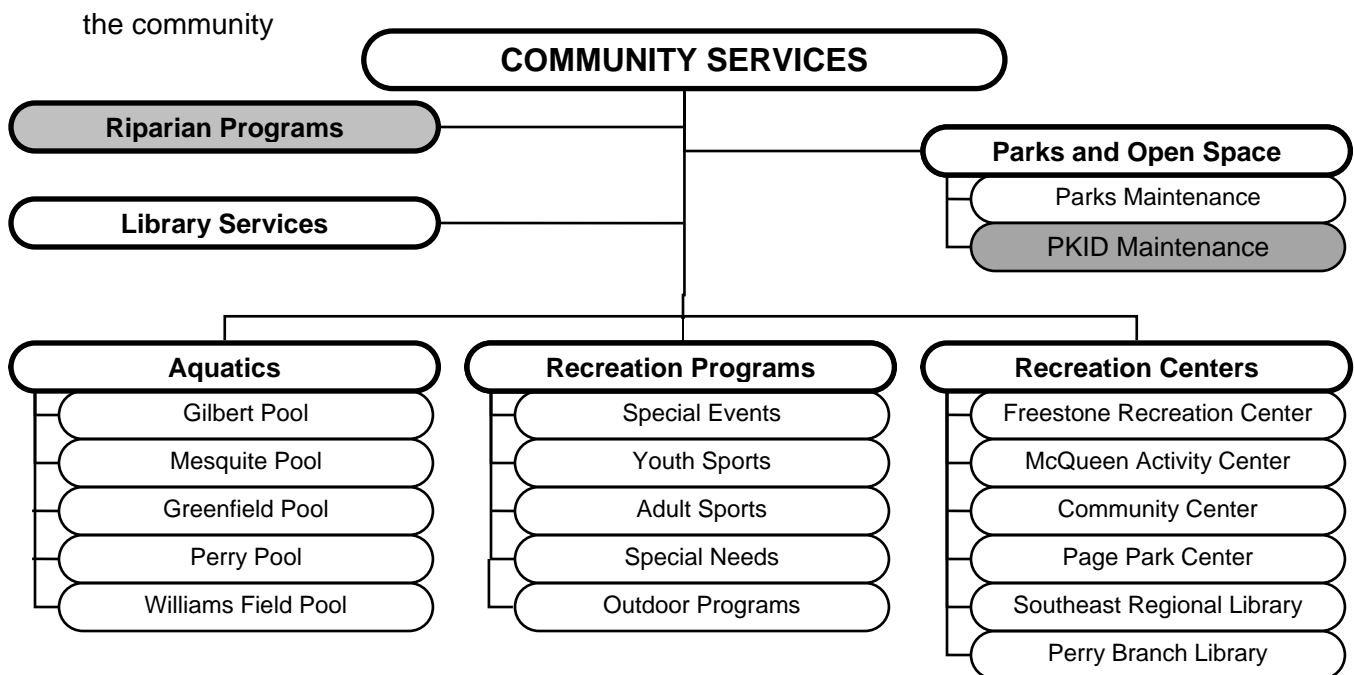 the community
COMMUNITY SERVICES
Riparian Programs
Parks and Open Space
Parks Maintenance
Library Services
PKID Maintenance
Aquatics
Gilbert Pool
Mesquite Pool
Greenfield Pool
Perry Pool
Williams Field Pool
Recreation Programs
Special Events
Youth Sports
Adult Sports
Special Needs
Outdoor Programs
Recreation Centers
Freestone Recreation Center
McQueen Activity Center
Community Center
Page Park Center
Southeast Regional Library
Perry Branch Library